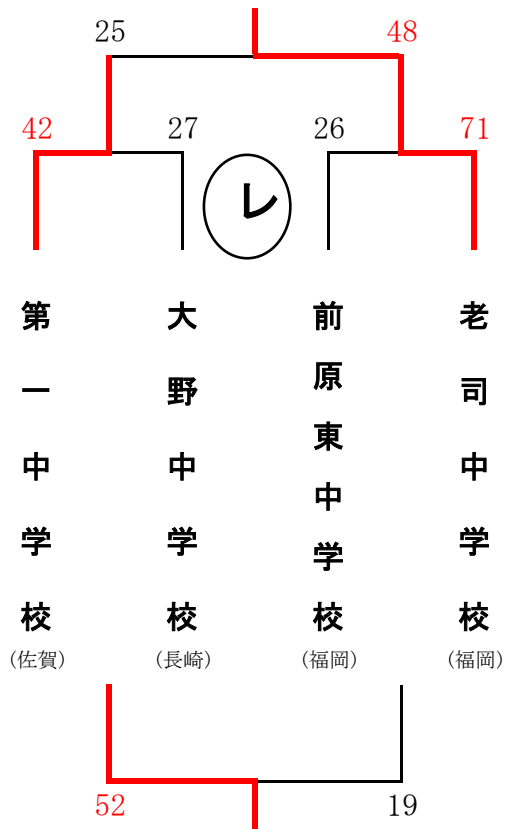 25
48
42
27
26
71
レ
第一中学校
(佐賀)
大野中学校
(長崎)
前原東中学校
(福岡)
老司中学校
(福岡)
52
19